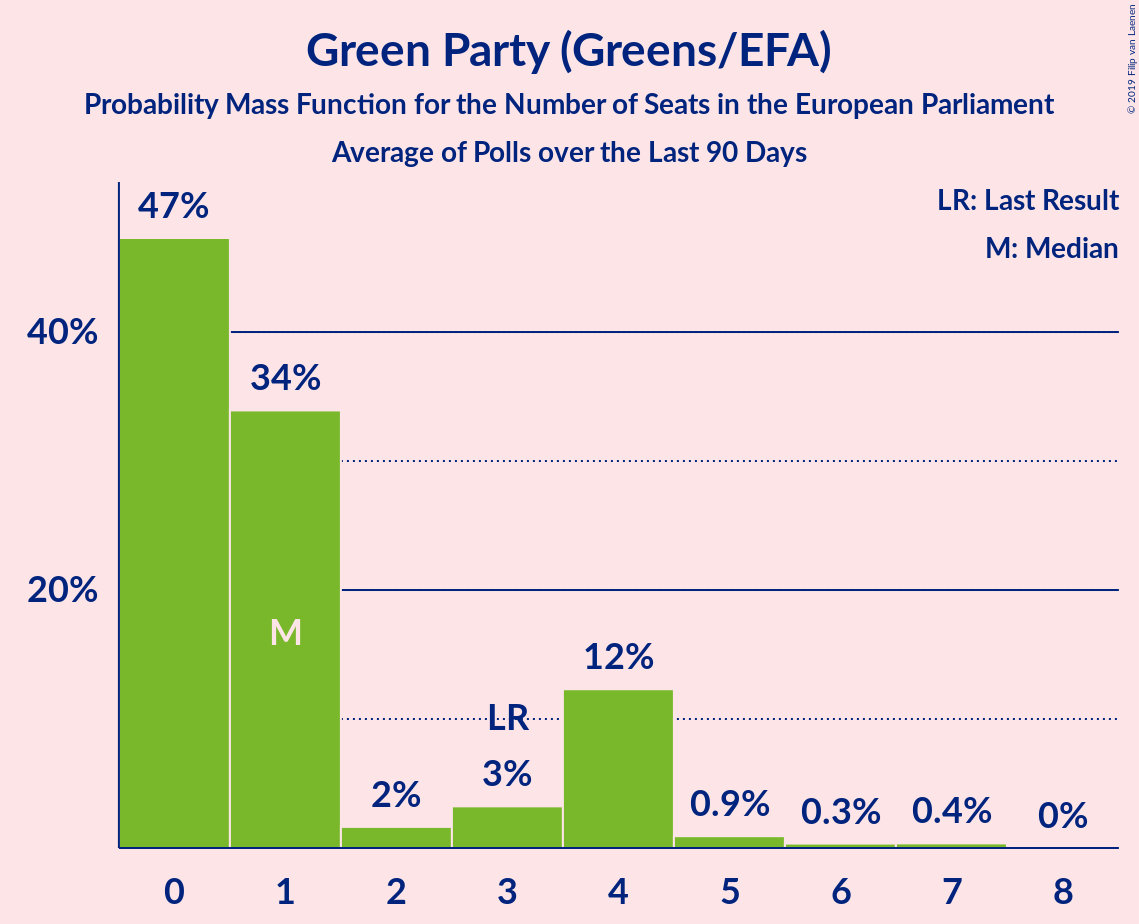 Green Party (Greens/EFA)
Probability Mass Function for the Number of Seats in the European Parliament
Average of Polls over the Last 90 Days
© 2019 Filip van Laenen
LR: Last Result
M: Median
47%
40%
34%
20%
M
12%
LR
3%
2%
0.9%
0.3%
0.4%
0%
0 1 2 3 4 5 6 7 8